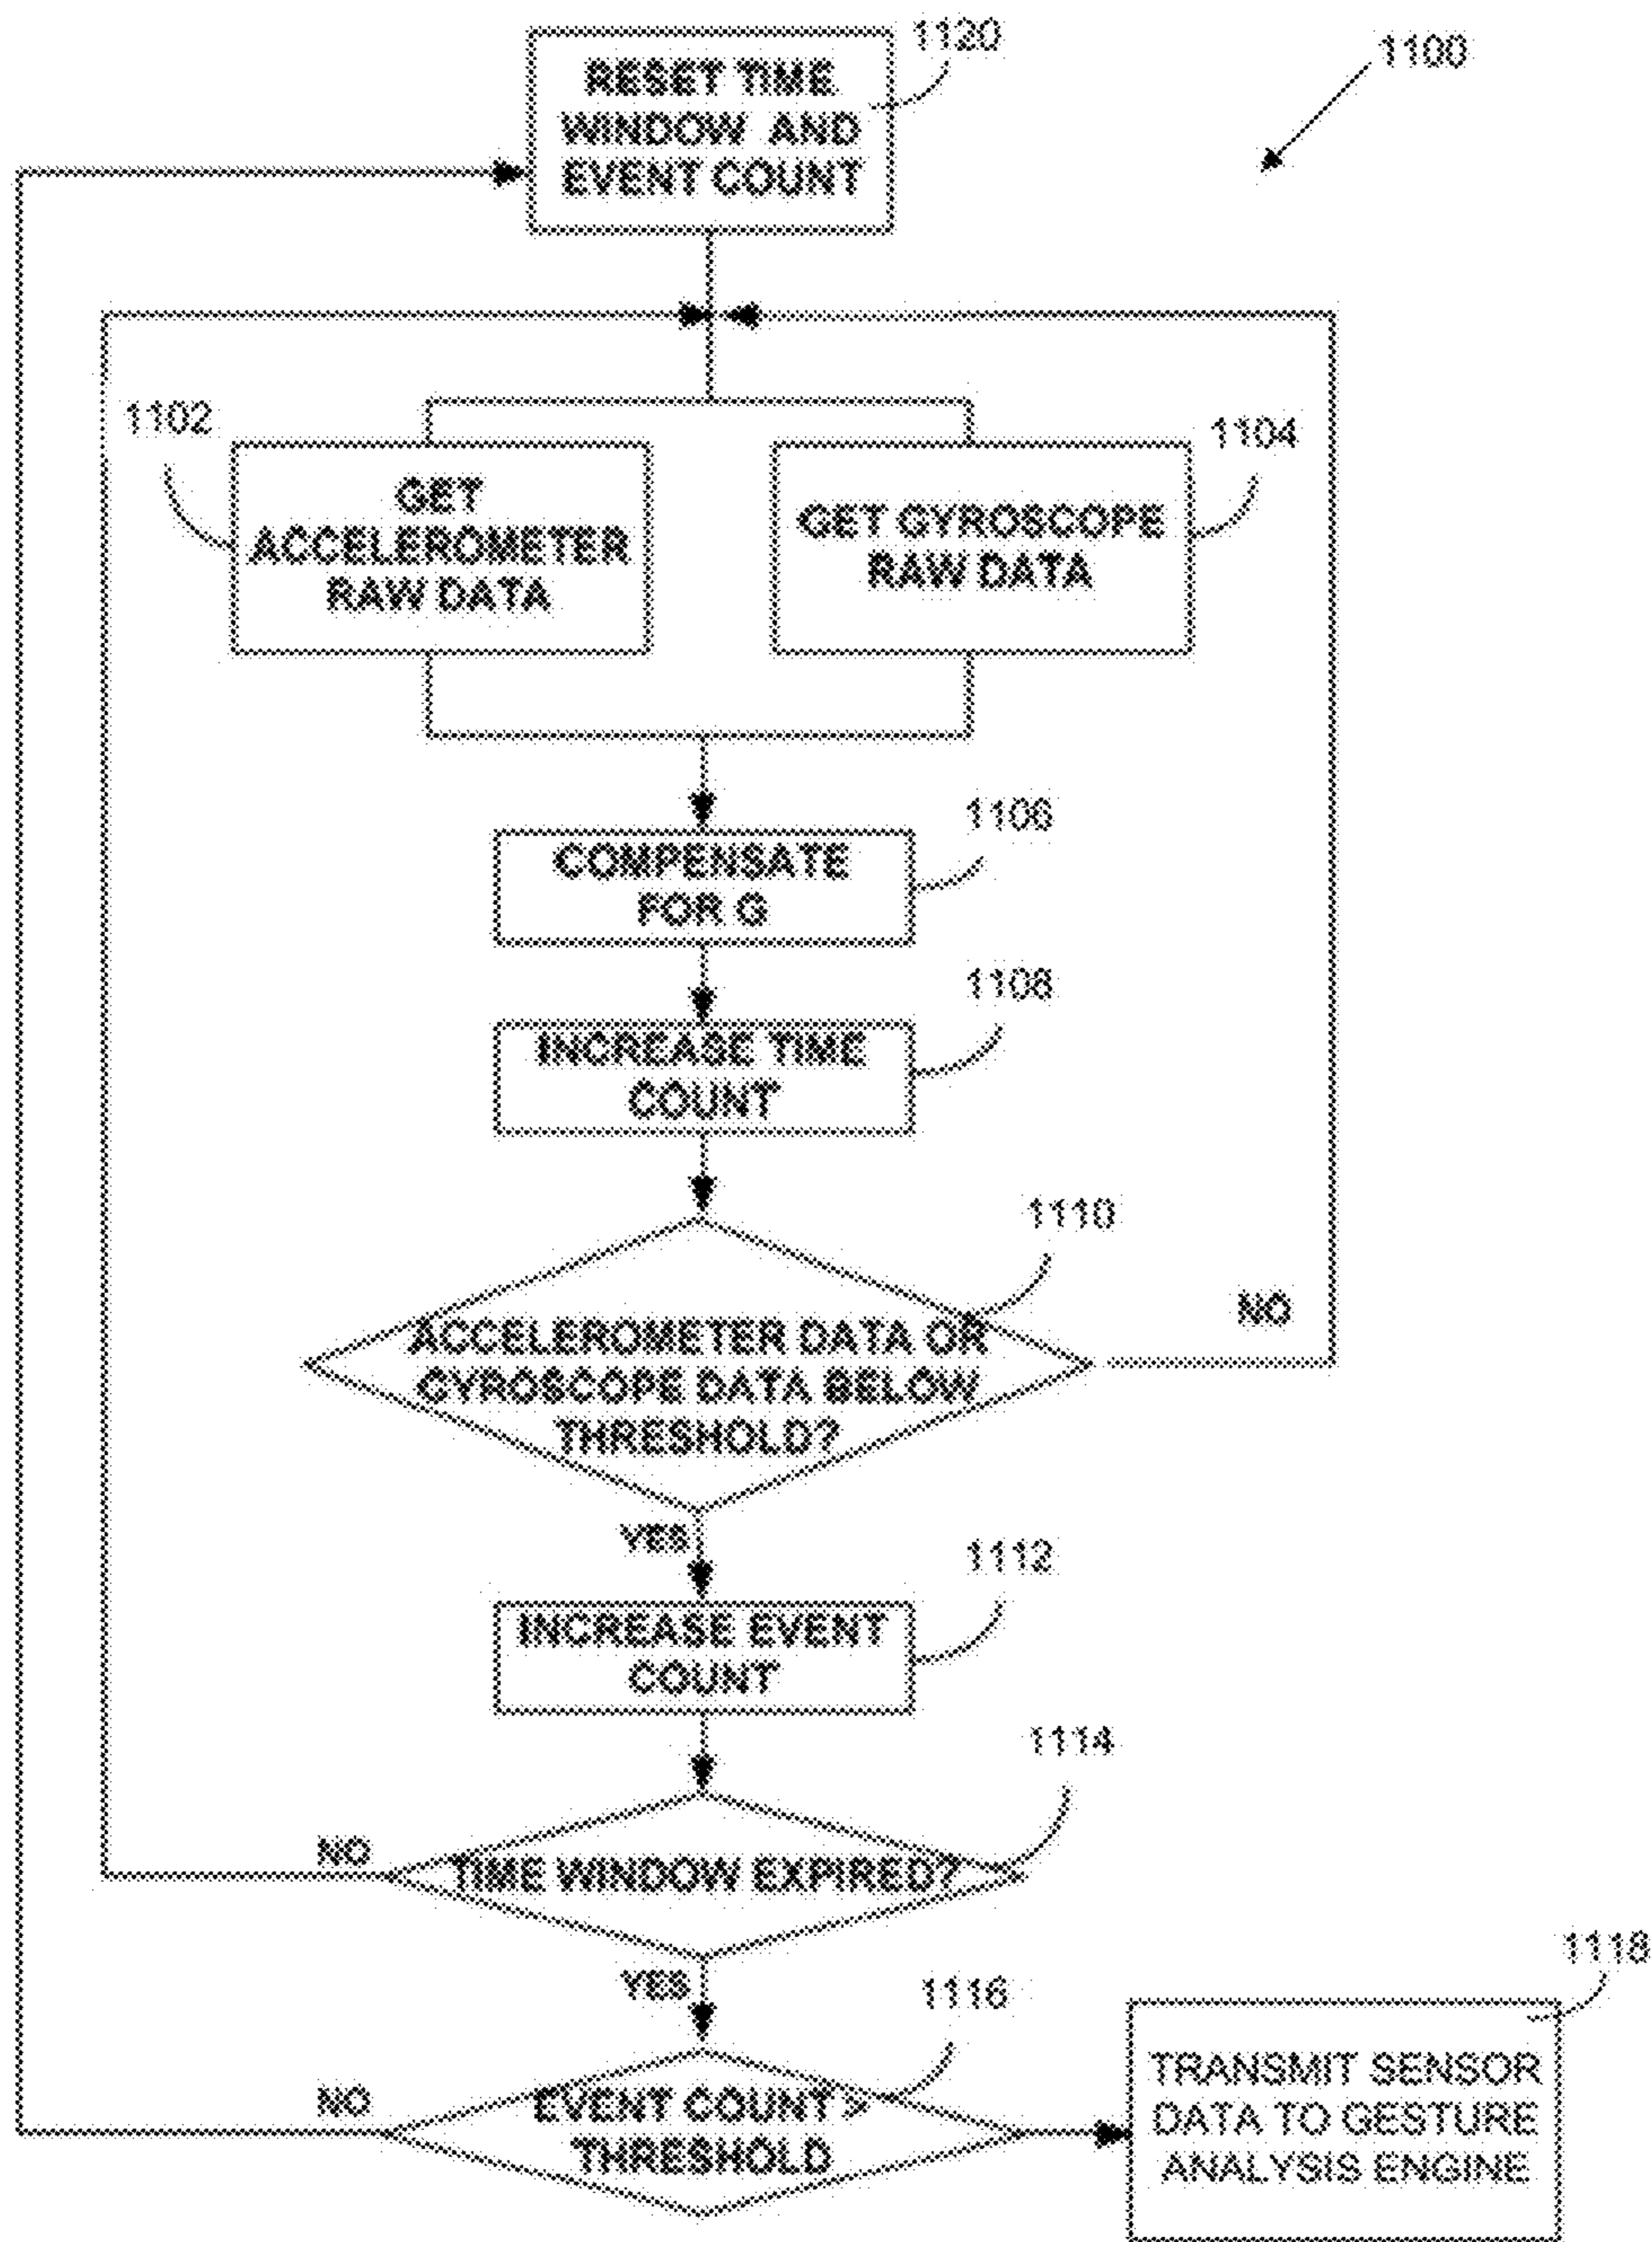 1120
1100
RESET TIME
WINDOW AND
EVENT COUNT
1102
1104
GET
ACCELEROMETER
RAW DATA
GET GYROSCOPE
RAW DATA
1106
COMPENSATE
FOR G
1108
INCREASE TIME
COUNT
1110
NO
ACCELEROMETER DATA OR
GYROSCOPE DATA BELOW
THRESHOLD?
YES
1112
INCREASE EVENT
COUNT
1114
NO
TIME WINDOW EXPIRED?
YES
1116
1118
NO
EVENT COUNT >
THRESHOLD
TRANSMIT SENSOR
DATA TO GESTURE
ANALYSIS ENGINE